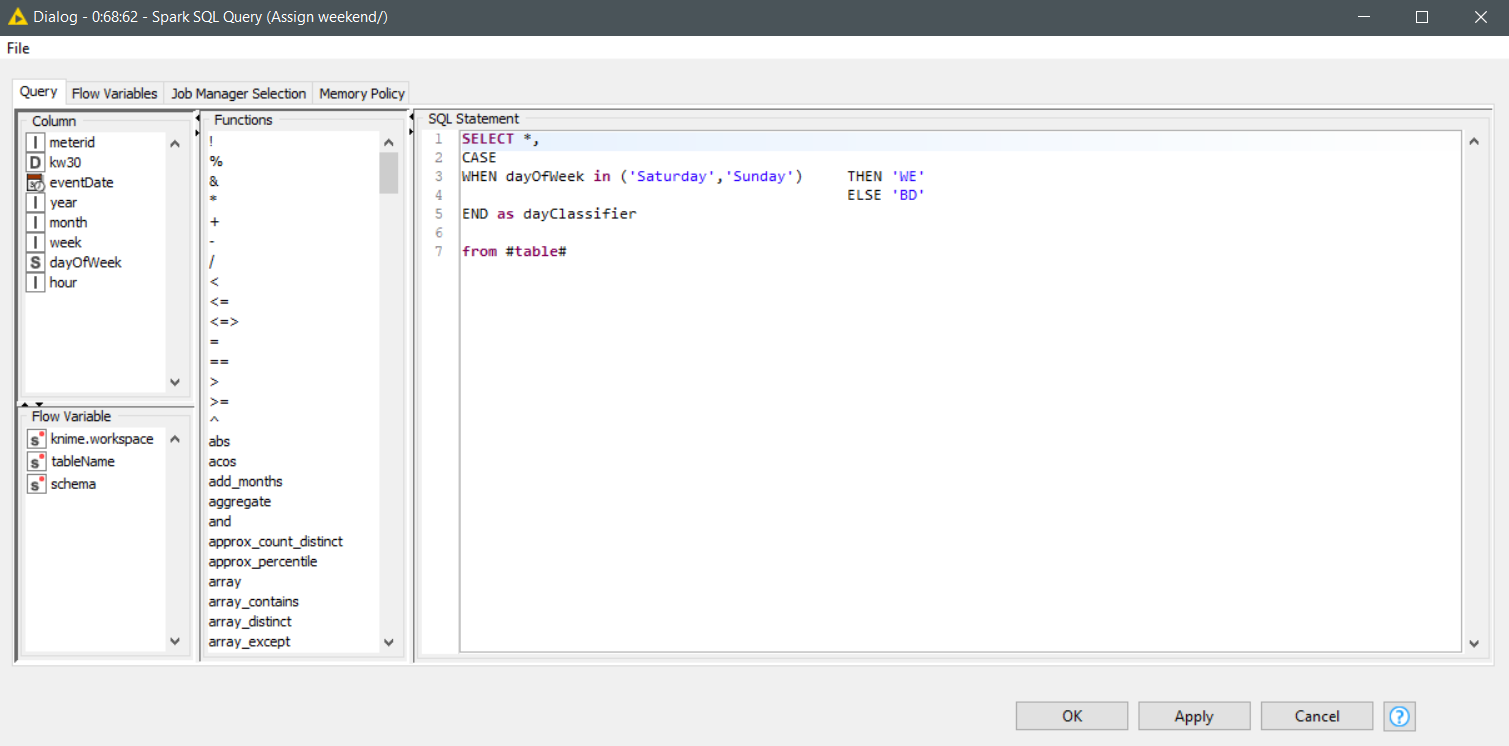 Dialog - 0:68:62 - Spark SQL Query (Assign weekend/)
File
Query Flow Variables Job Manager Selection Memory Policy
Column
I meterid
D kw30
eventDate
I year
I month
I week
S dayOfWeek
I hour
Flow Variable
s knime.workspace
s tableName
s schema
Functions
!
%
&
*
+
-
/
<
<=
<=>
=
==
>
>=
^
abs
acos
add_months
aggregate
and
approx_count_distinct
approx_percentile
array
array_contains
array_distinct
array_except
SQL Statement
1 SELECT *,
2 CASE
3 WHEN dayOfWeek in ('Saturday','Sunday') THEN 'WE'
4 ELSE 'BD'
5 END as dayClassifier
6
7 from #table#
OK Apply Cancel ?